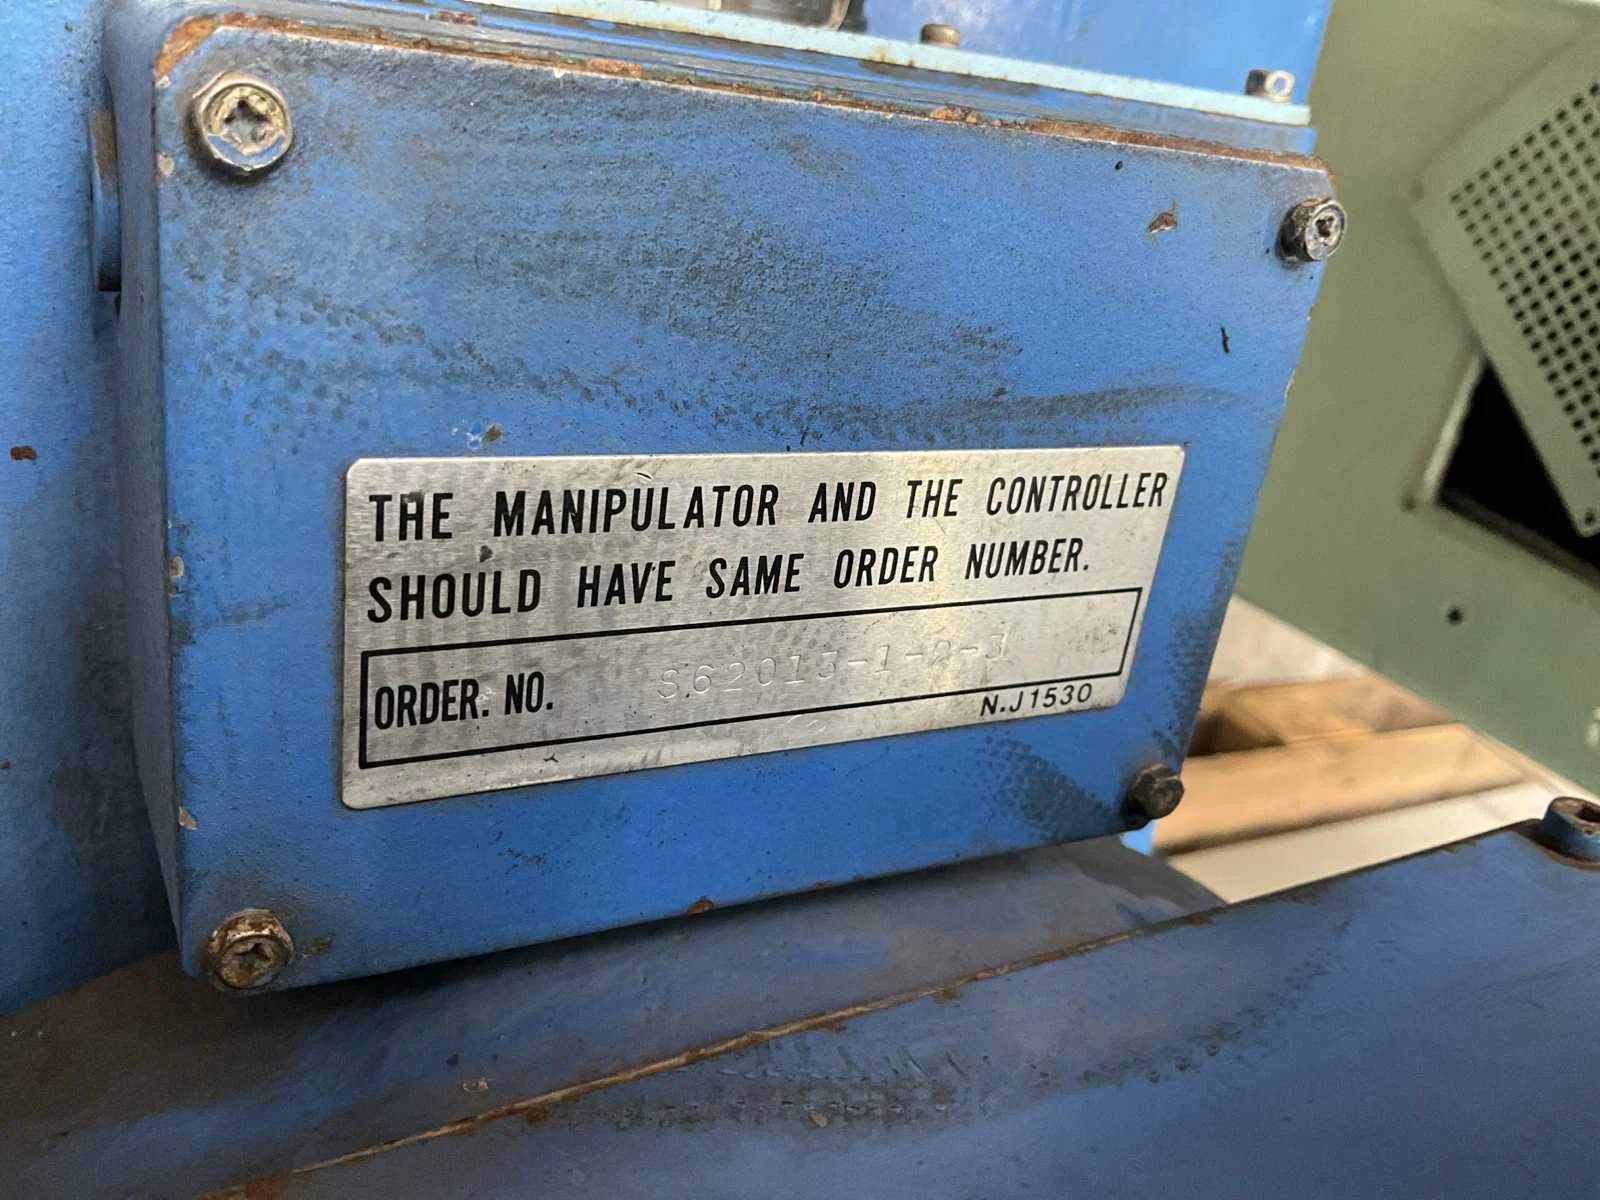 THE MANIPULATOR AND THE CONTROLLER
SHOULD HAVE SAME ORDER NUMBER.
ORDER. NO.
N.J1530